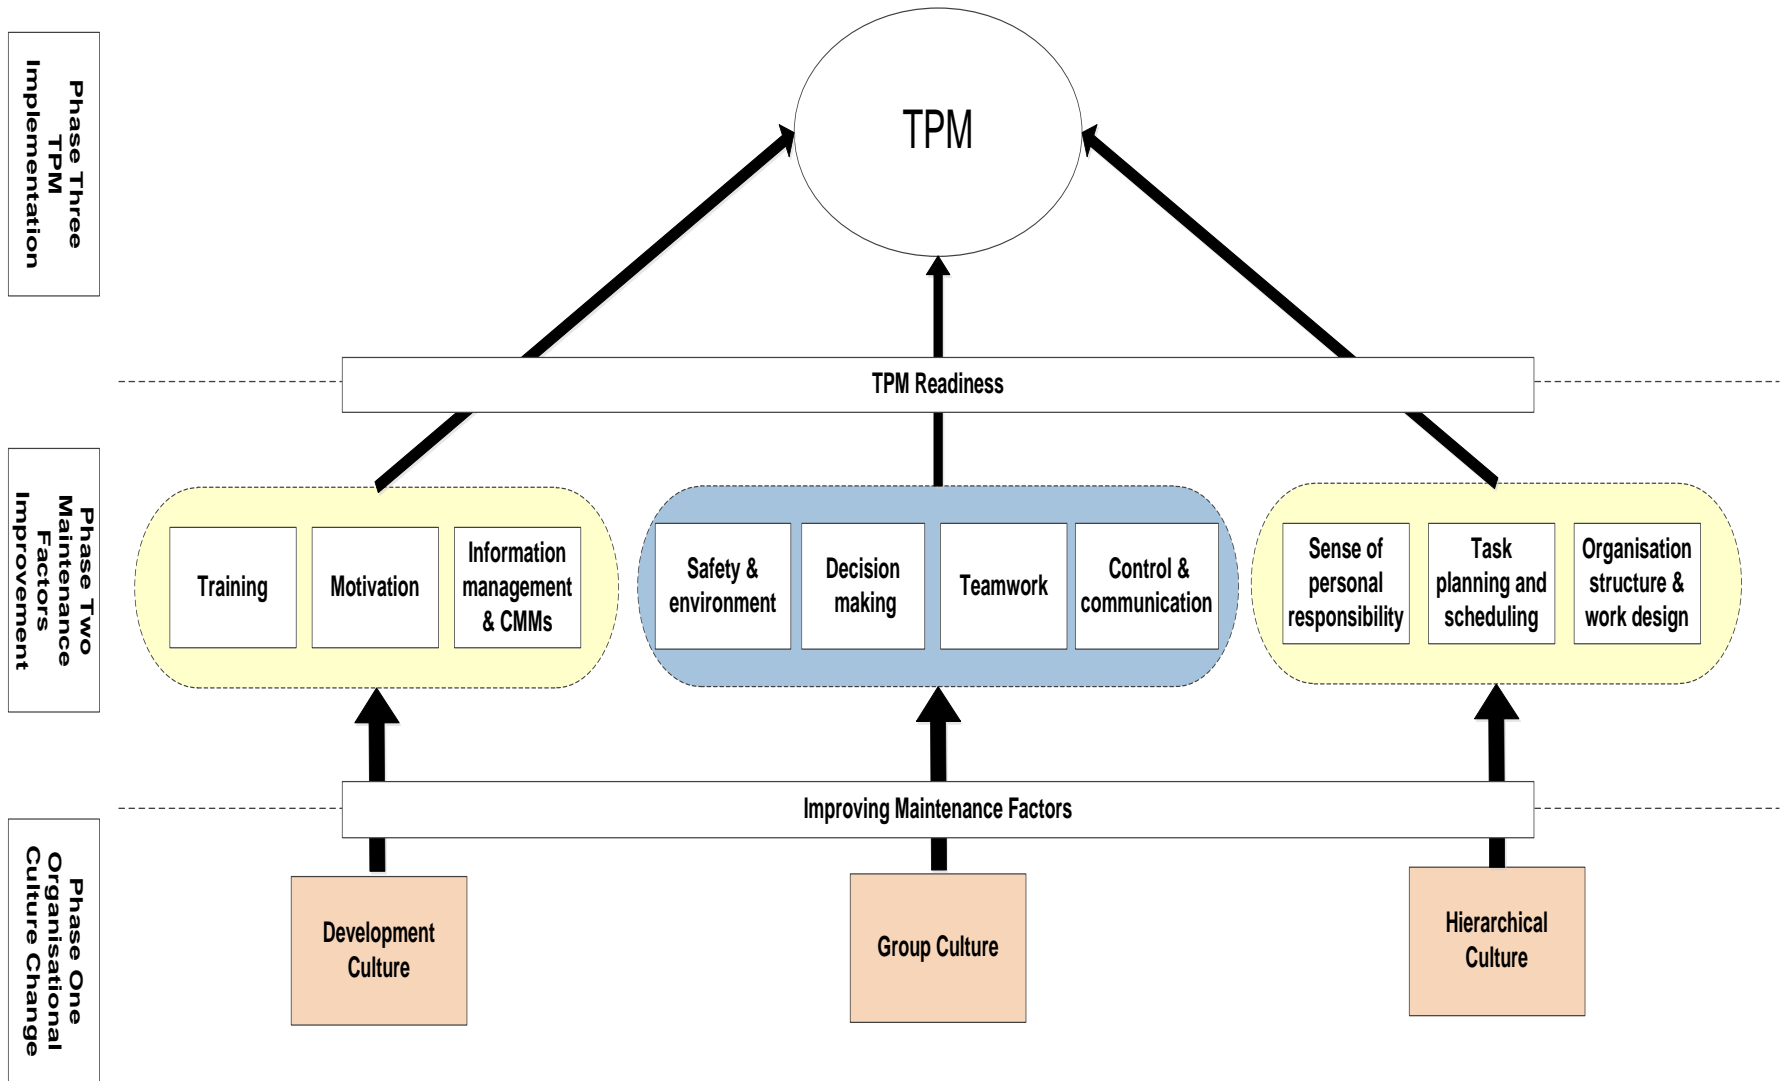 Phase Three
TPM
Implementation
TPM
TPM Readiness
Phase Two
Maintenance
Factors
Improvement
Training
Motivation
Information
management
& CMMs
Safety &
environment
Decision
making
Teamwork
Control &
communication
Sense of
personal
responsibility
Task
planning and
scheduling
Organisation
structure &
work design
Improving Maintenance Factors
Phase One
Organisational
Culture Change
Development
Culture
Group Culture
Hierarchical
Culture